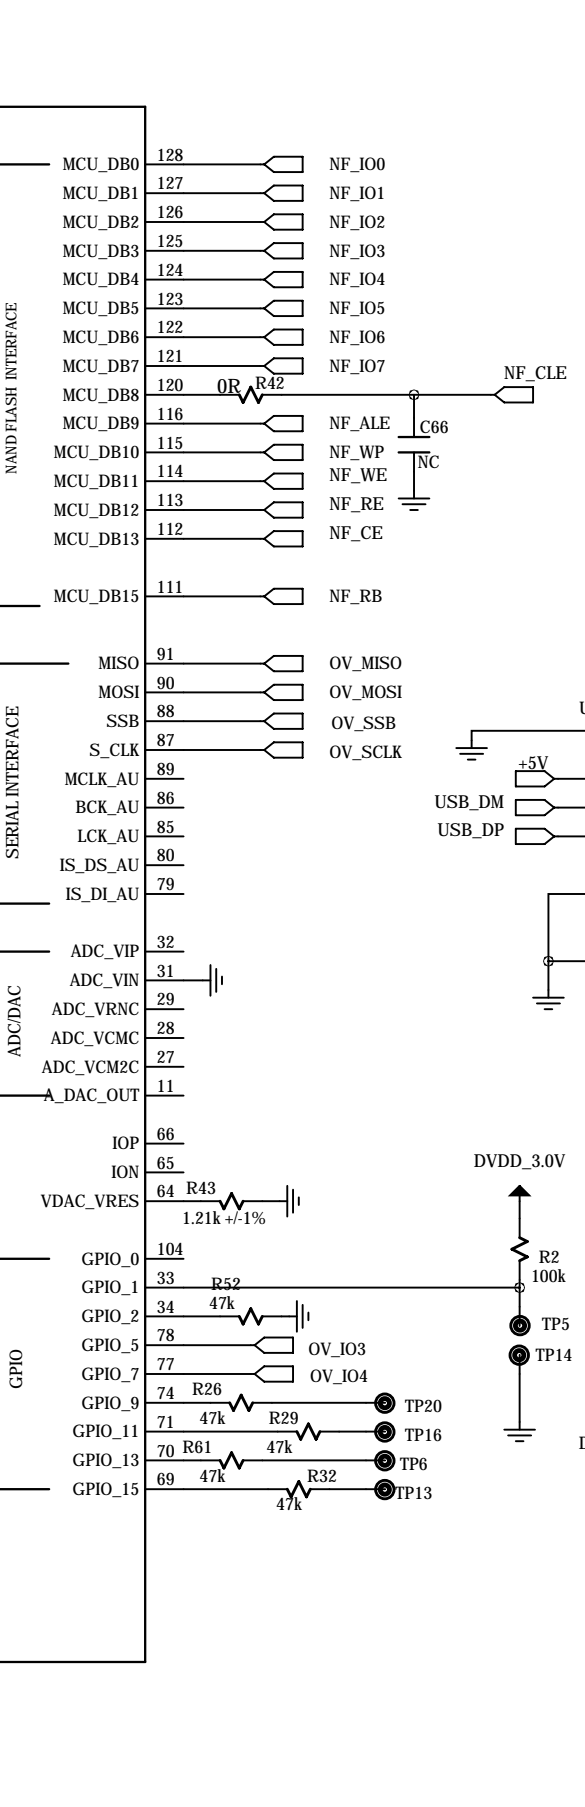 NAND FLASH INTERFACE
MCU_DB0 128 NF_IO0
MCU_DB1 127 NF_IO1
MCU_DB2 126 NF_IO2
MCU_DB3 125 NF_IO3
MCU_DB4 124 NF_IO4
MCU_DB5 123 NF_IO5
MCU_DB6 122 NF_IO6
MCU_DB7 121 NF_IO7
MCU_DB8 120 0R R42 NF_CLE
MCU_DB9 116 NF_ALE C66
MCU_DB10 115 NF_WP NC
MCU_DB11 114 NF_WE
MCU_DB12 113 NF_RE
MCU_DB13 112 NF_CE
MCU_DB15 111 NF_RB
SERIAL INTERFACE
MISO 91 OV_MISO
MOSI 90 OV_MOSI
SSB 88 OV_SSB
S_CLK 87 OV_SCLK
MCLK_AU 89 +5V
BCK_AU 86 USB_DM
LCK_AU 85 USB_DP
IS_DS_AU 80
IS_DI_AU 79
ADC/DAC
ADC_VIP 32
ADC_VIN 31
ADC_VRNC 29
ADC_VCMC 28
ADC_VCM2C 27
A_DAC_OUT 11
IOP 66
ION 65 DVDD_3.0V
VDAC_VRES 64 R43
1.21k +/-1%
GPIO
GPIO_0 104 R2
100k
GPIO_1 33
GPIO_2 34 R52
47k TP5
GPIO_5 78 OV_IO3 TP14
GPIO_7 77 OV_IO4
GPIO_9 74 R26 47k TP20
GPIO_11 71 R29 47k TP16
GPIO_13 70 R61 47k TP6
GPIO_15 69 R32 47k TP13